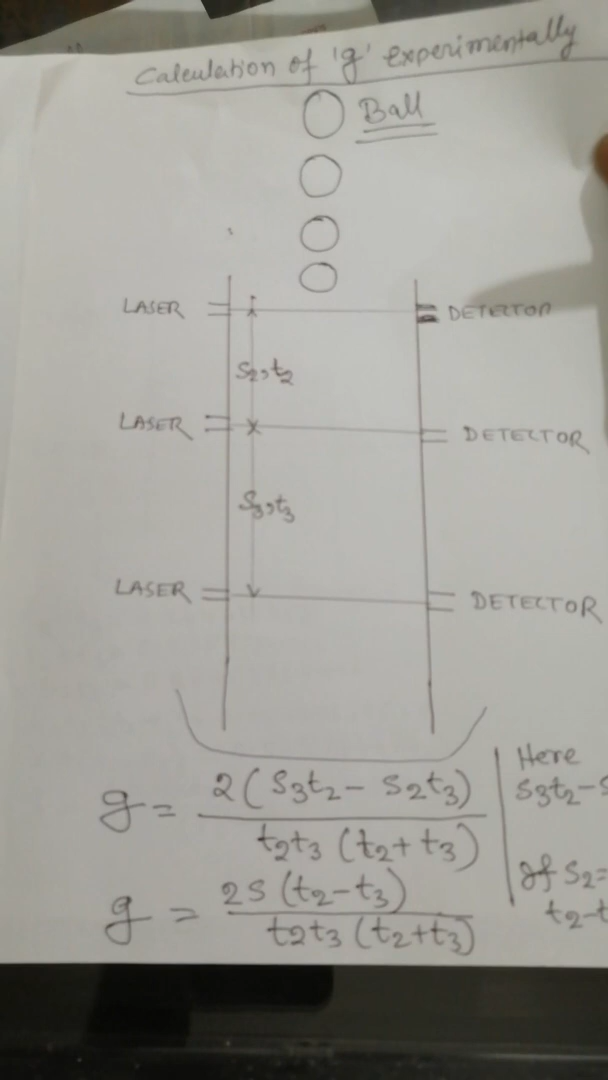 Calculation of 'g' experimentally
Ball
LASER DETECTOR
S2, t2
LASER DETECTOR
S3, t3
LASER DETECTOR
g = 2(S3t2 - S2t3) / t2t3 (t2 + t3)
g = 2S (t2 - t3) / t2t3 (t2 + t3)
Here
S3t2 - S
If S2 =
t2 - t